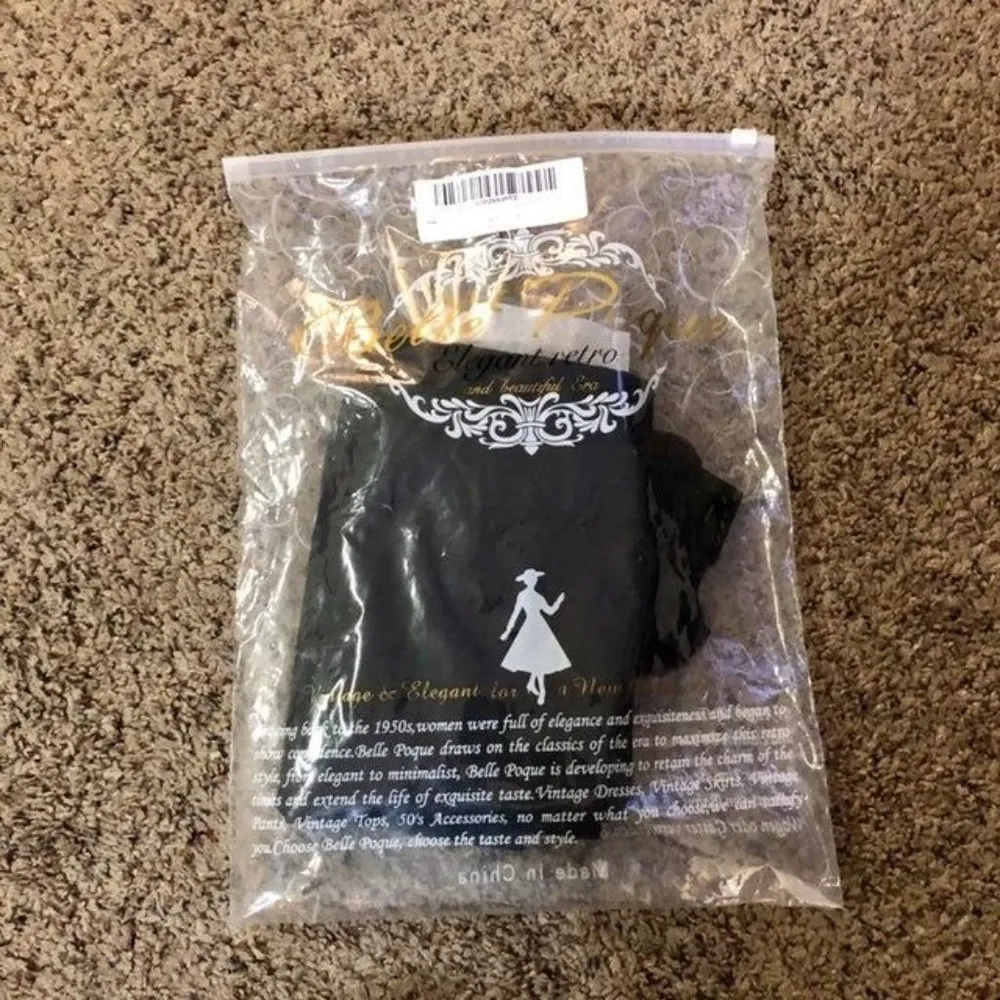 Belle Poque
Elegant retro
and beautiful Era
Vintage & Elegant for a New
back to the 1950s,women were full of elegance and exquisiteness and began to
show confidence.Belle Poque draws on the classics of the era to maximize this retro
style, from elegant to minimalist, Belle Poque is developing to retain the charm of the
times and extend the life of exquisite taste.Vintage Dresses, Vintage Skirts, Vintage
Pants, Vintage Tops, 50's Accessories, no matter what you choose,we can satisfy
you.Choose Belle Poque, choose the taste and style.
Made in China